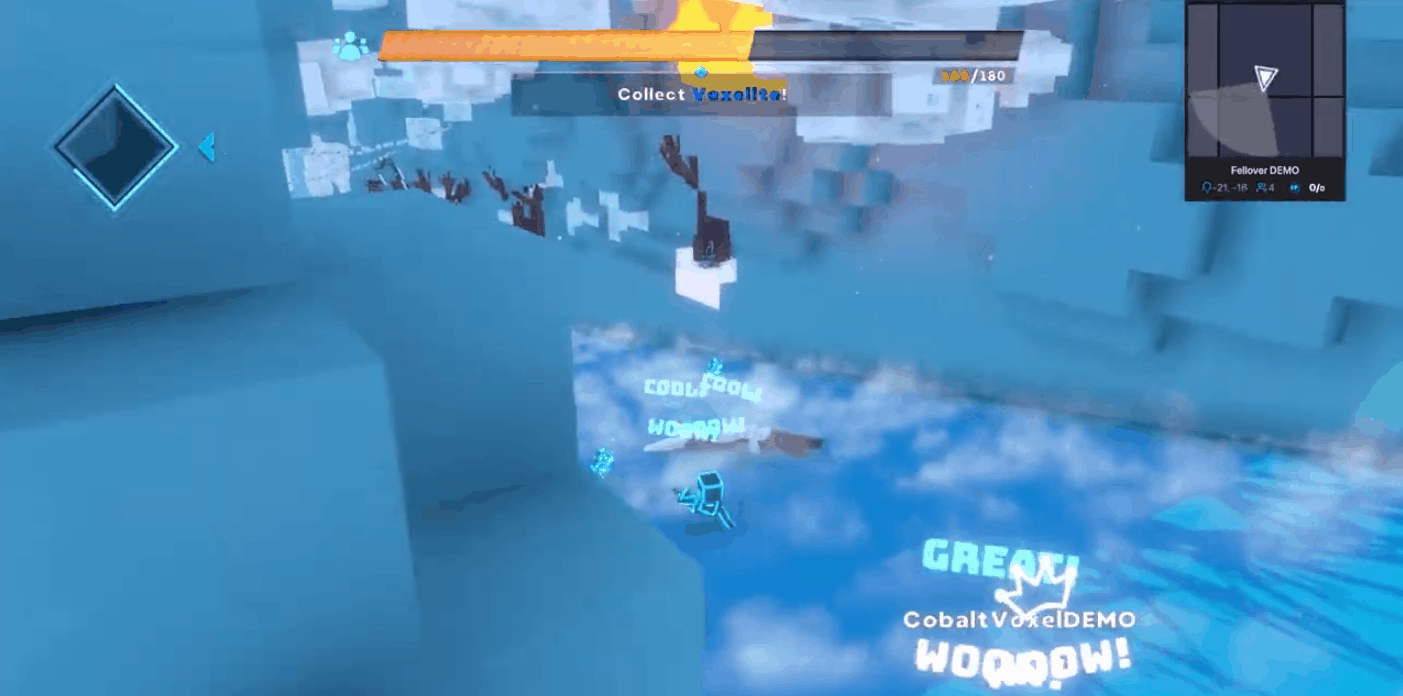 /180
Collect Voxelite!
Fellover DEMO
-21, -16 4 0/0
COOL
WOOOOW!
GREAT!
CobaltVoxelDEMO
WOOOOW!